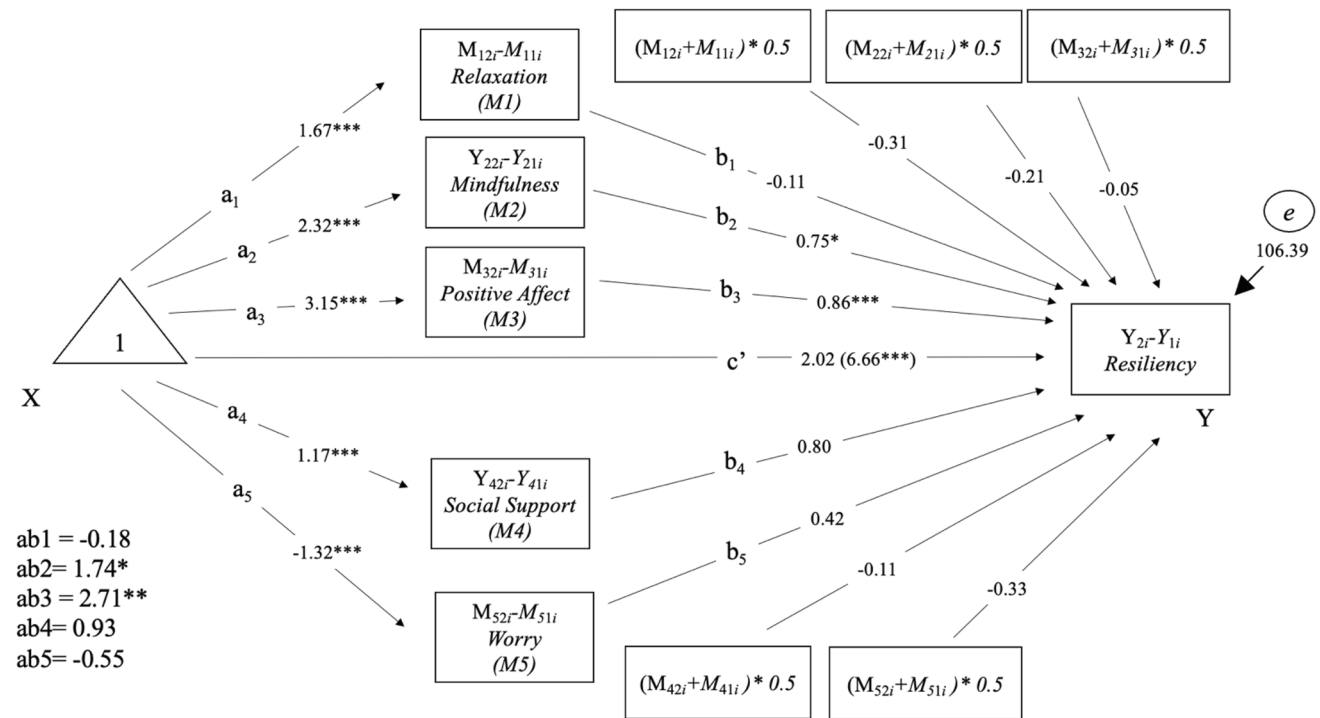 M12i-M11i
Relaxation
(M1)
(M12i+M11i)* 0.5
(M22i+M21i)* 0.5
(M32i+M31i)* 0.5
Y22i-Y21i
Mindfulness
(M2)
M32i-M31i
Positive Affect
(M3)
a1
1.67***
a2
2.32***
a3
3.15***
b1
-0.11
b2
0.75*
b3
0.86***
-0.31
-0.21
-0.05
e
106.39
1
X
c’
2.02 (6.66***)
Y2i-Y1i
Resiliency
Y
a4
1.17***
a5
-1.32***
Y42i-Y41i
Social Support
(M4)
b4
0.80
b5
0.42
-0.11
-0.33
M52i-M51i
Worry
(M5)
(M42i+M41i)* 0.5
(M52i+M51i)* 0.5
ab1 = -0.18
ab2= 1.74*
ab3 = 2.71**
ab4= 0.93
ab5= -0.55